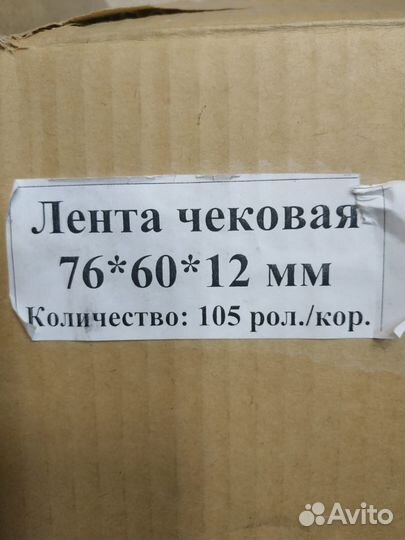 Лента чековая
76*60*12 мм
Количество: 105 рол./кор.
Avito